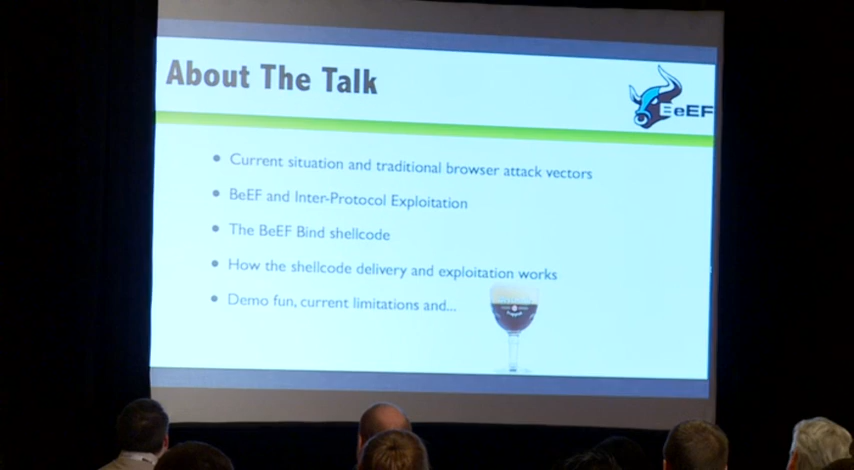 About The Talk
BeEF
Current situation and traditional browser attack vectors
BeEF and Inter-Protocol Exploitation
The BeEF Bind shellcode
How the shellcode delivery and exploitation works
Demo fun, current limitations and...